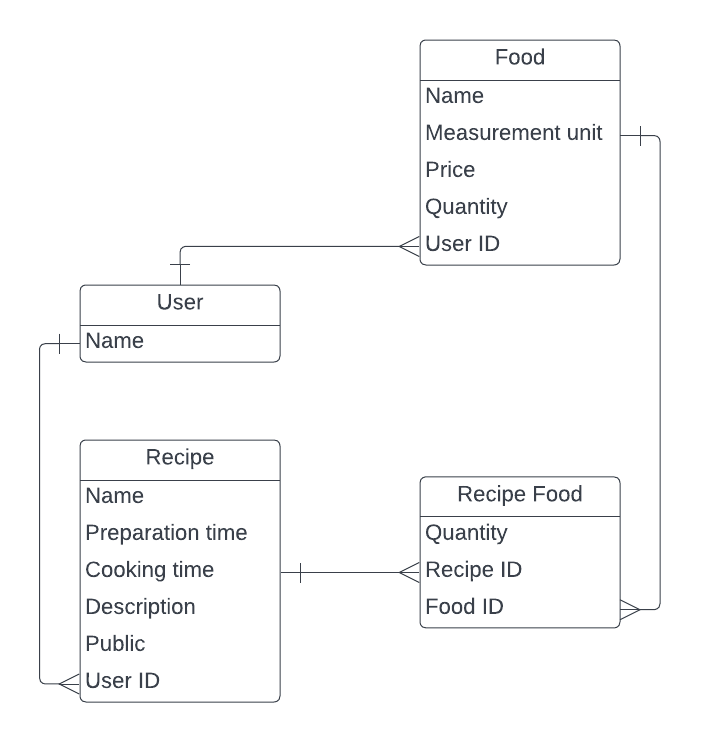 Food
Name
Measurement unit
Price
Quantity
User ID
User
Name
Recipe
Name
Preparation time
Cooking time
Description
Public
User ID
Recipe Food
Quantity
Recipe ID
Food ID